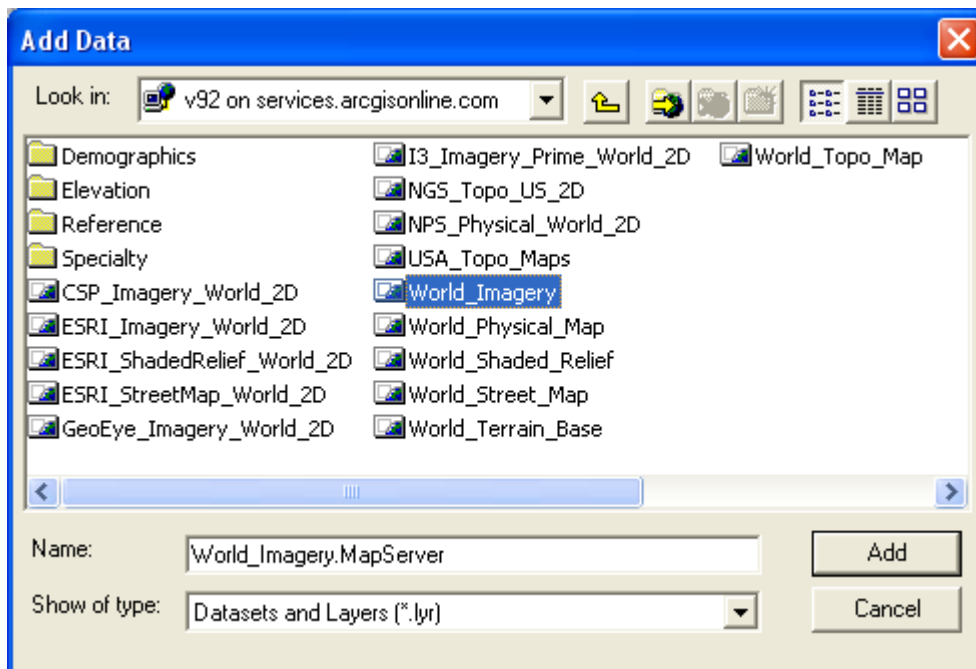 Add Data
Look in: v92 on services.arcgisonline.com
Demographics
Elevation
Reference
Specialty
CSP_Imagery_World_2D
ESRI_Imagery_World_2D
ESRI_ShadedRelief_World_2D
ESRI_StreetMap_World_2D
GeoEye_Imagery_World_2D
I3_Imagery_Prime_World_2D
NGS_Topo_US_2D
NPS_Physical_World_2D
USA_Topo_Maps
World_Imagery
World_Physical_Map
World_Shaded_Relief
World_Street_Map
World_Terrain_Base
World_Topo_Map
Name: World_Imagery.MapServer
Add
Show of type: Datasets and Layers (*.lyr)
Cancel